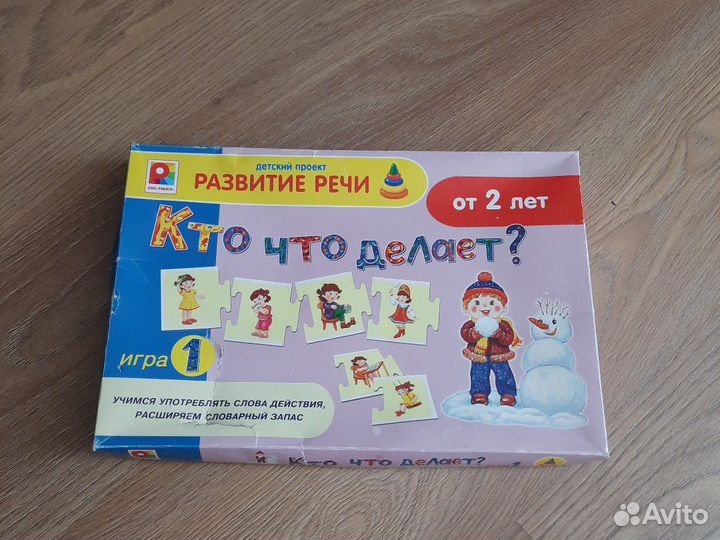 детский проект
РАЗВИТИЕ РЕЧИ
от 2 лет
Кто что делает?
игра 1
УЧИМСЯ УПОТРЕБЛЯТЬ СЛОВА ДЕЙСТВИЯ,
РАСШИРЯЕМ СЛОВАРНЫЙ ЗАПАС
Кто что делает?
Avito